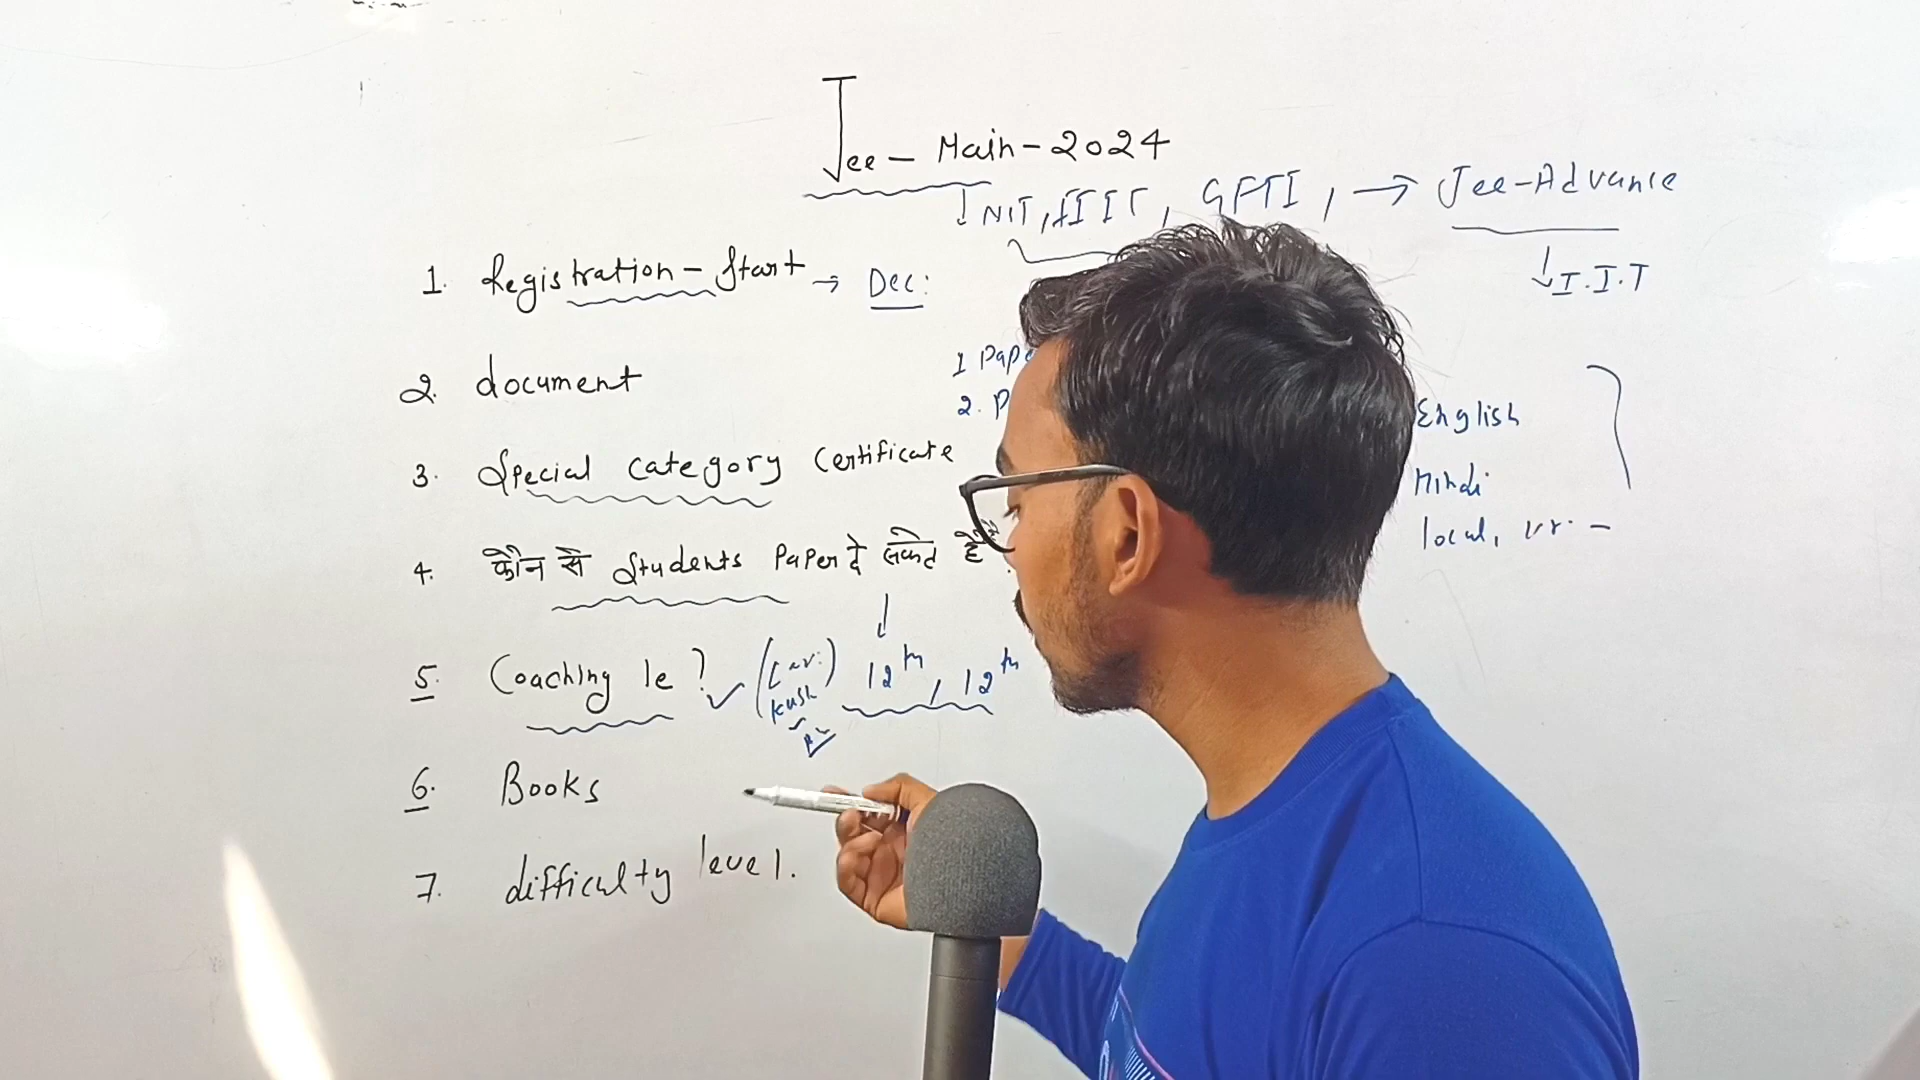 Jee - Main - 2024
↓ NIT, IIIT, GFTI, → Jee-Advance
↓ I.I.T
1. Registration - Start → Dec:
2. document
1 Pape
2. P
English
Hindi
local,
3. Special category Certificate
4. कौन से Students Paper दे सकते है
↓
12th, 12th
5. Coaching le ? ✓
6. Books
7. difficulty level.